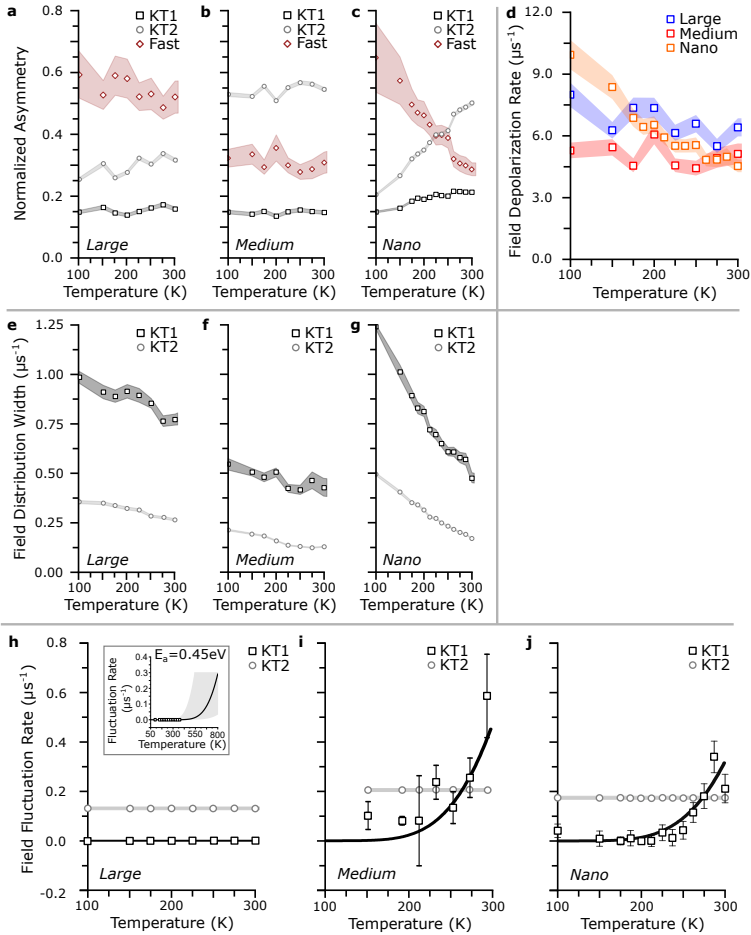 a
KT1
KT2
Fast
b
KT1
KT2
Fast
c
KT1
KT2
Fast
d
Large
Medium
Nano
Normalized Asymmetry
0.8
0.6
0.4
0.2
0.0
Large
Medium
Nano
100 200 300
100 200 300
100 200 300
Temperature (K)
Temperature (K)
Temperature (K)
Field Depolarization Rate (μs⁻¹)
12.0
9.0
6.0
3.0
0.0
100 200 300
Temperature (K)
e
KT1
KT2
f
KT1
KT2
g
KT1
KT2
Field Distribution Width (μs⁻¹)
1.25
1.00
0.75
0.50
0.25
0.00
Large
Medium
Nano
100 200 300
100 200 300
100 200 300
Temperature (K)
Temperature (K)
Temperature (K)
h
KT1
KT2
i
KT1
KT2
j
KT1
KT2
Field Fluctuation Rate (μs⁻¹)
0.8
0.6
0.4
0.2
0.0
-0.2
Eₐ=0.45eV
Fluctuation Rate
(μs⁻¹)
0.4
0.3
0.2
0.1
0.0
50 300 550 800
Temperature (K)
Large
Medium
Nano
100 150 200 250 300
100 150 200 250 300
100 150 200 250 300
Temperature (K)
Temperature (K)
Temperature (K)